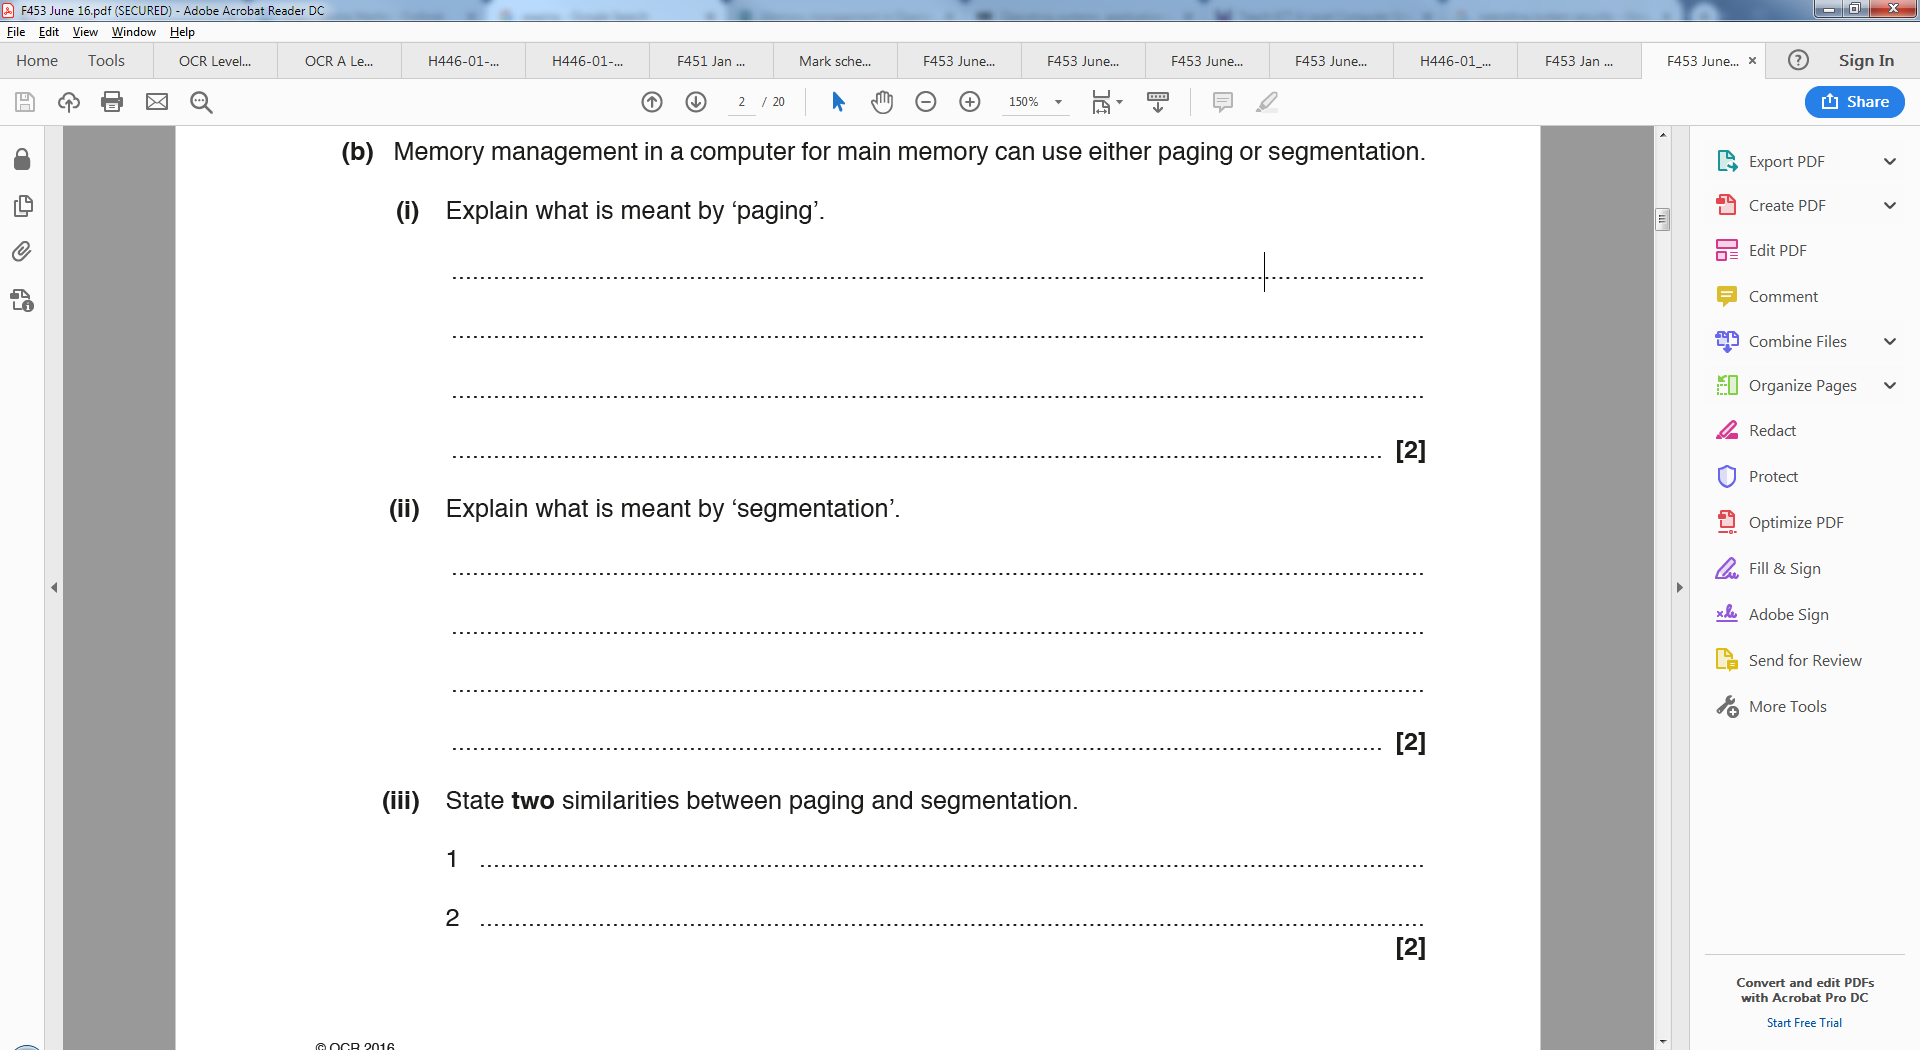 F453 June 16.pdf (SECURED) - Adobe Acrobat Reader DC
File Edit View Window Help
Home Tools OCR Level... OCR A Le... H446-01-... H446-01-... F451 Jan ... Mark sche... F453 June... F453 June... F453 June... F453 June... H446-01_... F453 Jan ... F453 June... × ? Sign In
2 / 20 150% Share
(b) Memory management in a computer for main memory can use either paging or segmentation.
(i) Explain what is meant by ‘paging’.
[2]
(ii) Explain what is meant by ‘segmentation’.
[2]
(iii) State two similarities between paging and segmentation.
1
2
[2]
© OCR 2016
Export PDF
Create PDF
Edit PDF
Comment
Combine Files
Organize Pages
Redact
Protect
Optimize PDF
Fill & Sign
Adobe Sign
Send for Review
More Tools
Convert and edit PDFs
with Acrobat Pro DC
Start Free Trial